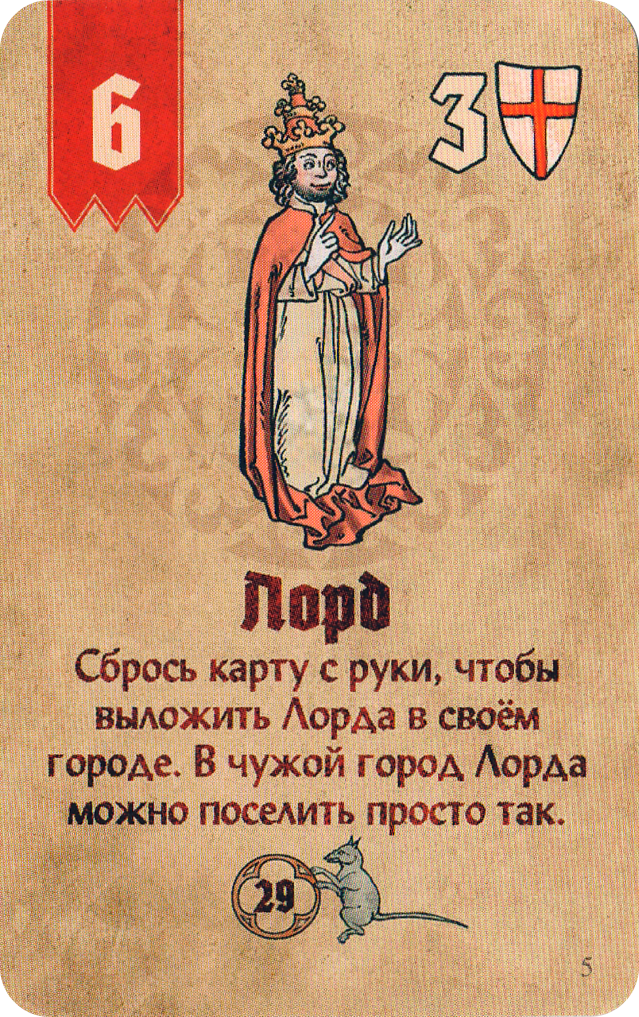 6
3
Лорд
Сбрось карту с руки, чтобы
выложить Лорда в своём
городе. В чужой город Лорда
можно поселить просто так.
29
5